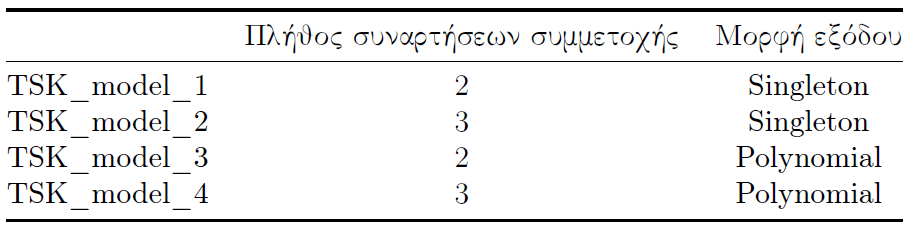 Πλήθος συναρτήσεων συμμετοχής Μορφή εξόδου
TSK_model_1 2 Singleton
TSK_model_2 3 Singleton
TSK_model_3 2 Polynomial
TSK_model_4 3 Polynomial